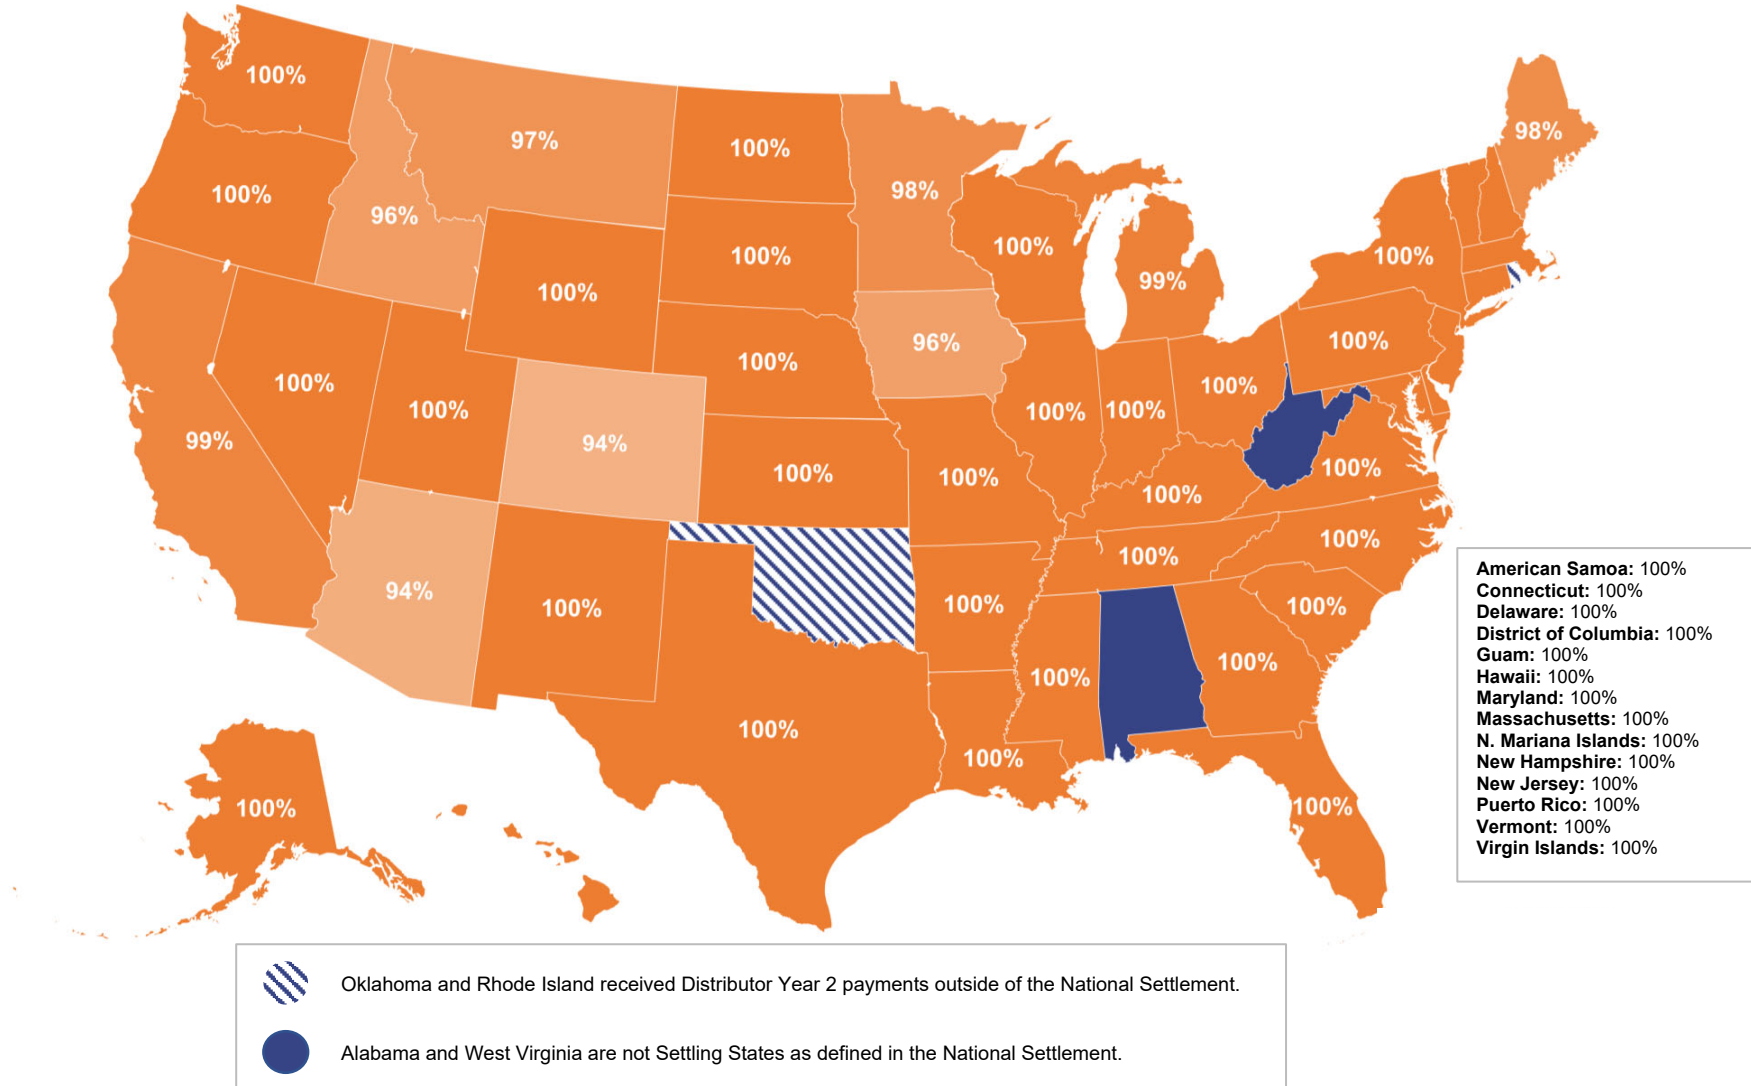 100%
98%
97%
100%
100%
98%
96%
100%
100%
100%
100%
99%
100%
96%
100%
100%
100%
100%
100%
94%
100%
100%
99%
100%
100%
100%
100%
100%
100%
100%
94%
100%
100%
100%
100%
100%
100%
100%
100%
100%
100%
American Samoa: 100%
Connecticut: 100%
Delaware: 100%
District of Columbia: 100%
Guam: 100%
Hawaii: 100%
Maryland: 100%
Massachusetts: 100%
N. Mariana Islands: 100%
New Hampshire: 100%
New Jersey: 100%
Puerto Rico: 100%
Vermont: 100%
Virgin Islands: 100%
Oklahoma and Rhode Island received Distributor Year 2 payments outside of the National Settlement.
Alabama and West Virginia are not Settling States as defined in the National Settlement.